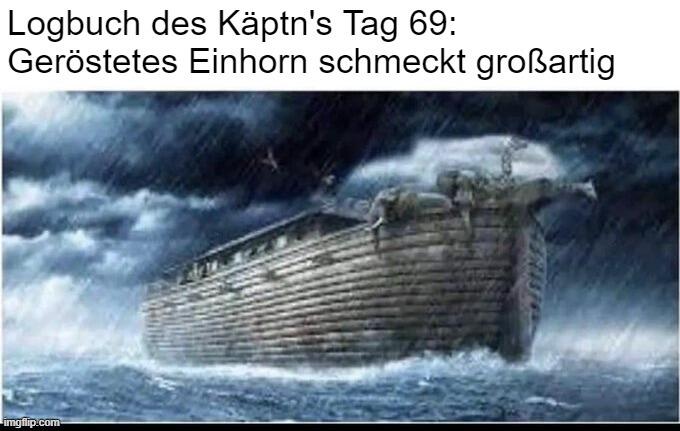 Logbuch des Käptn's Tag 69:
Geröstetes Einhorn schmeckt großartig
imgflip.com